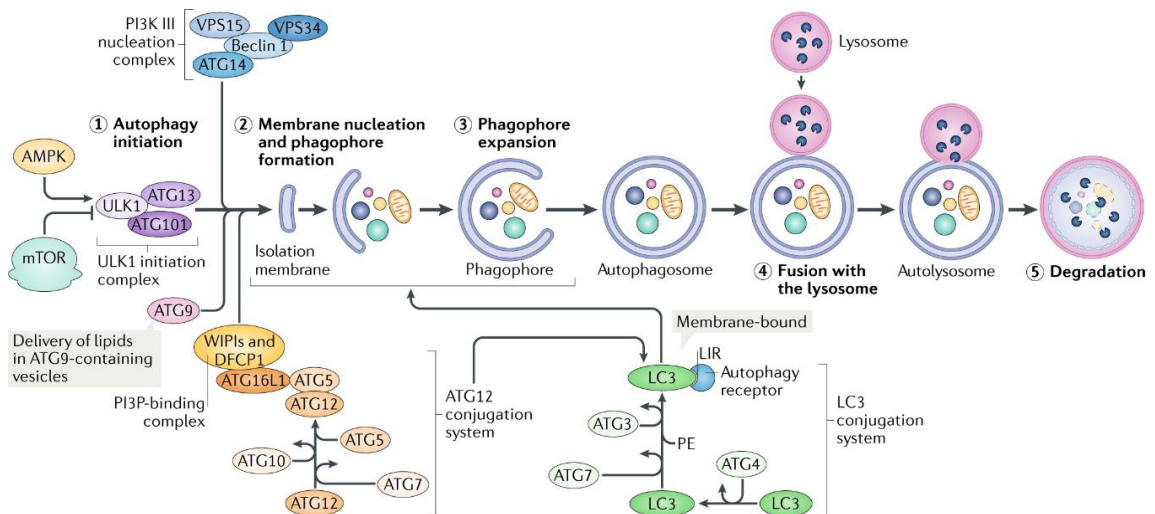 PI3K III
nucleation
complex
VPS15
VPS34
Beclin 1
ATG14
Lysosome
① Autophagy
initiation
② Membrane nucleation
and phagophore
formation
③ Phagophore
expansion
AMPK
ULK1
ATG13
ATG101
mTOR
ULK1 initiation
complex
Isolation
membrane
Phagophore
Autophagosome
④ Fusion with
the lysosome
Autolysosome
⑤ Degradation
ATG9
Delivery of lipids
in ATG9-containing
vesicles
WIPIs and
DFCP1
ATG16L1
ATG5
ATG12
PI3P-binding
complex
ATG5
ATG10
ATG7
ATG12
ATG12
conjugation
system
Membrane-bound
LIR
LC3
Autophagy
receptor
ATG3
PE
ATG7
ATG4
LC3
LC3
LC3
conjugation
system